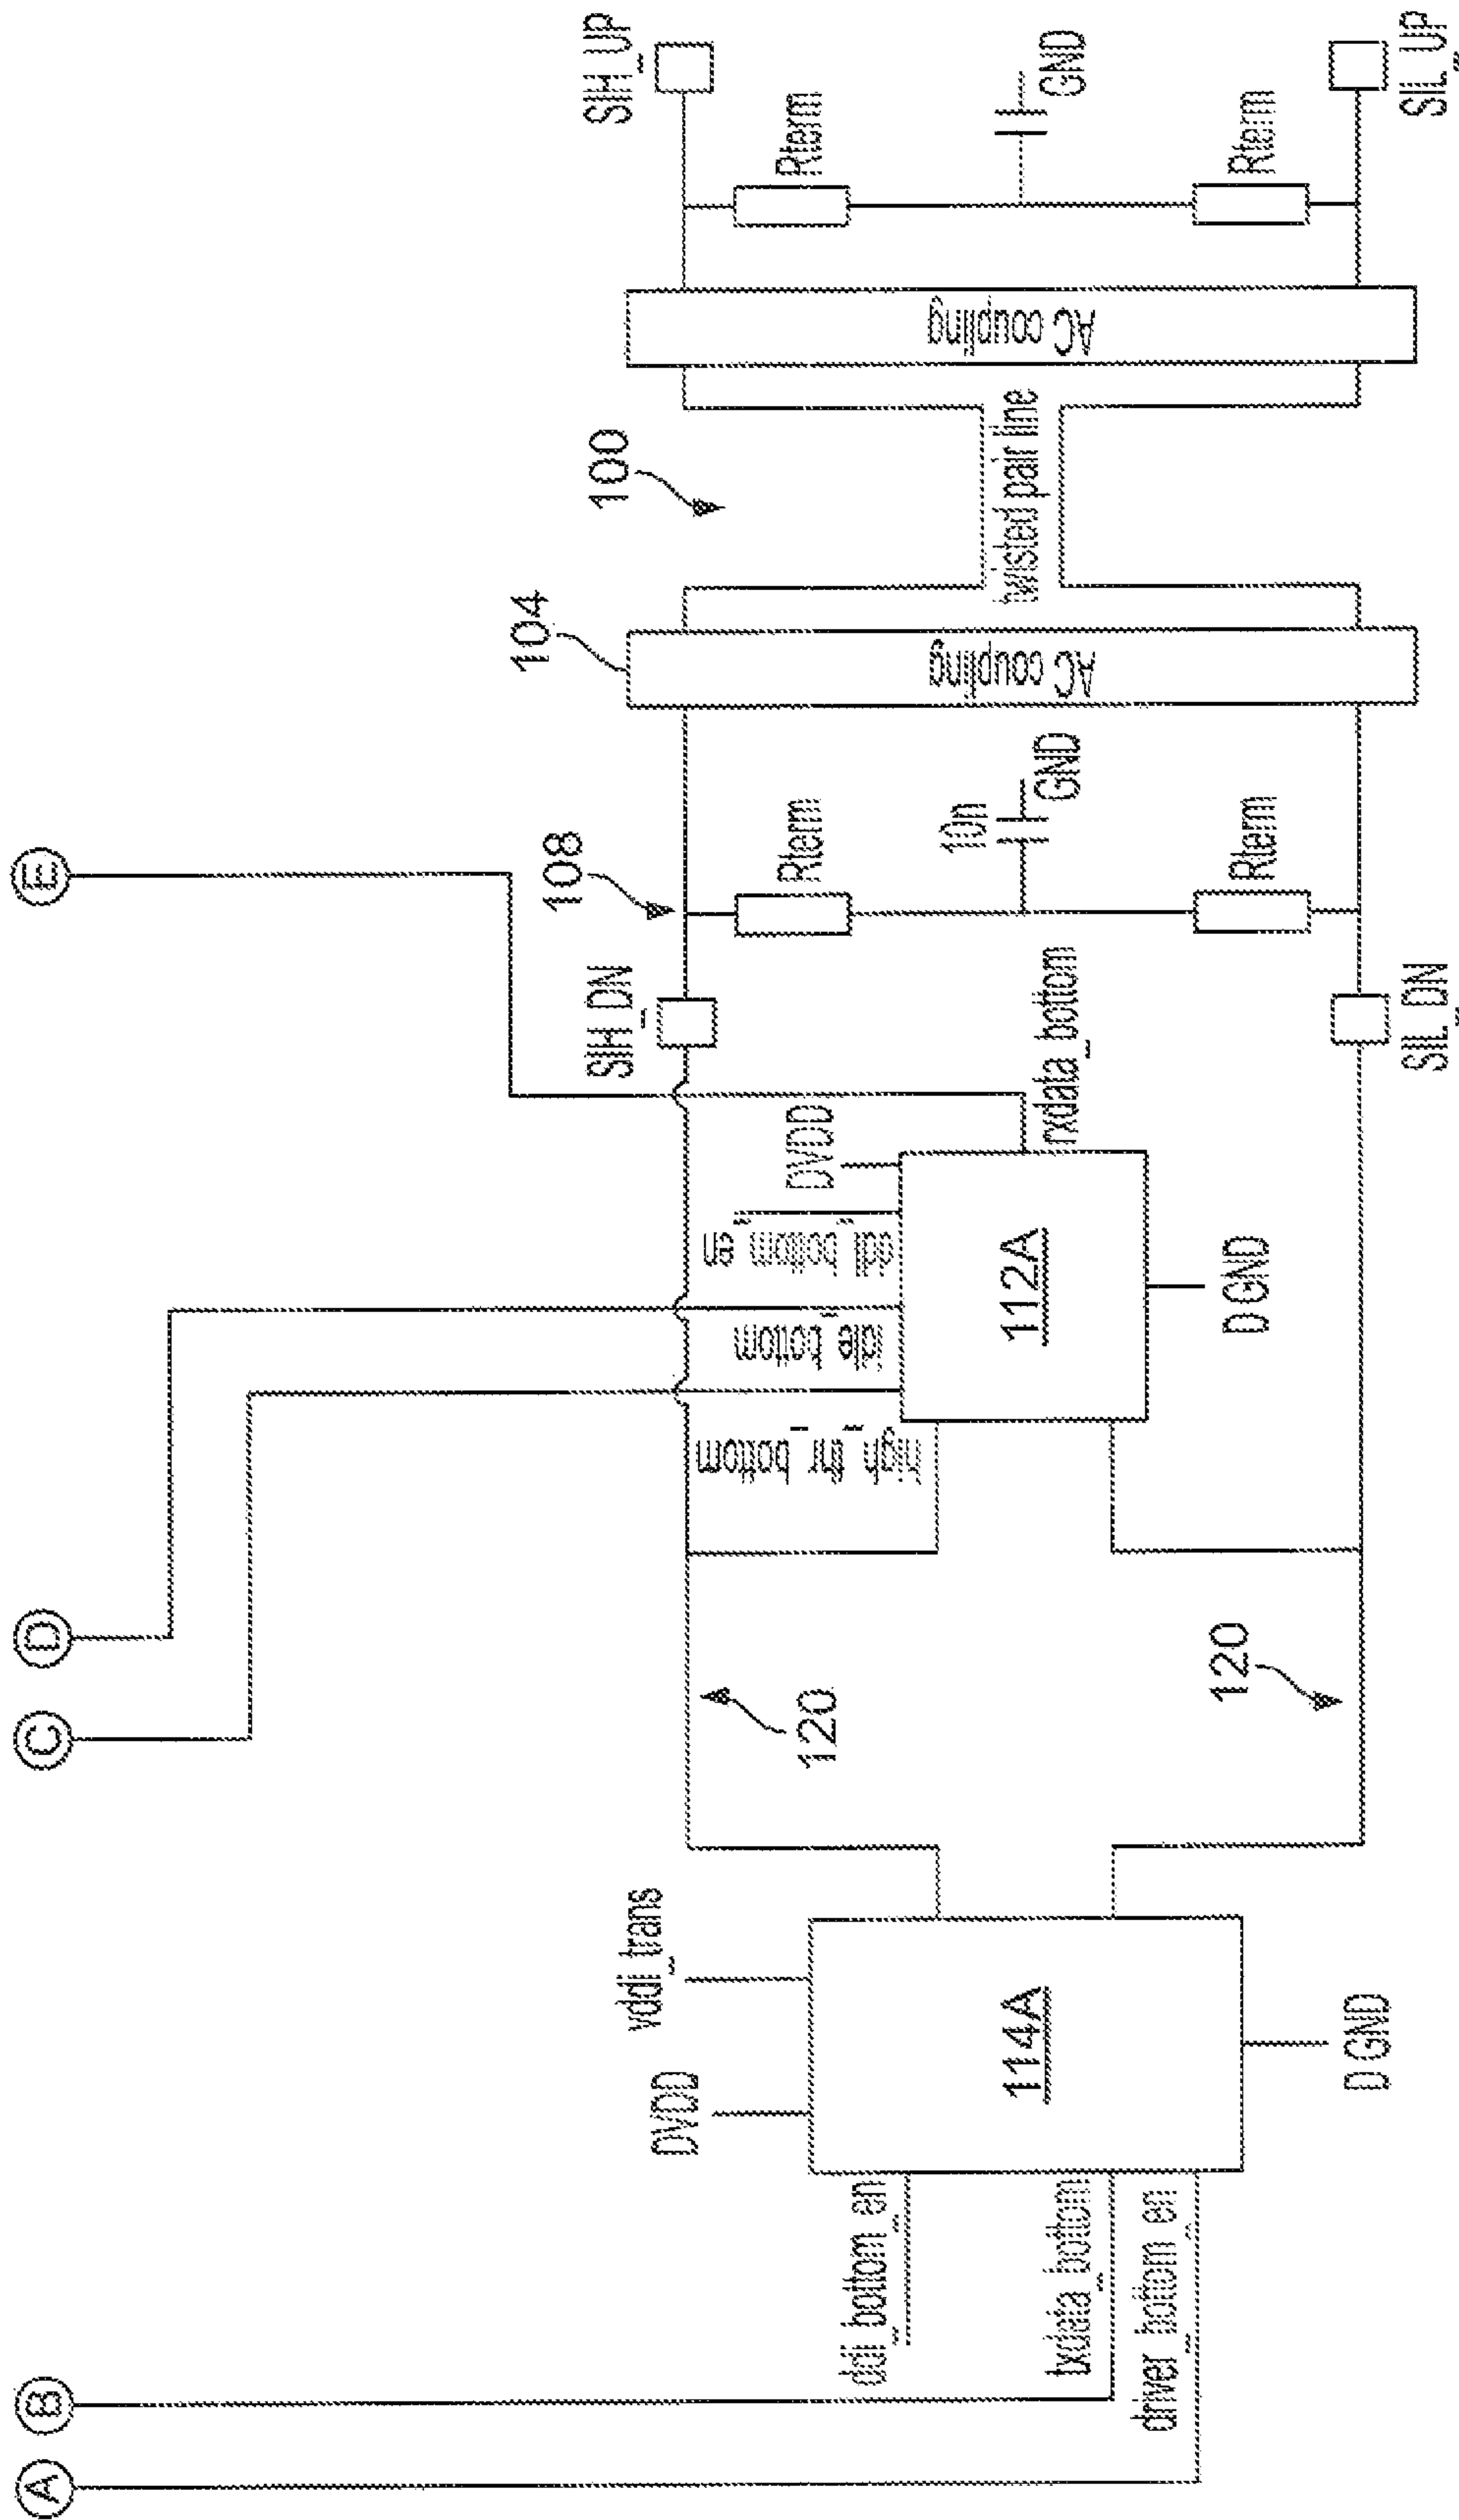 A
B
C
D
E
ddi_bottom_en
txdata_bottom
driver_bottom_en
DVDD
vddi_trans
114A
D GND
120
120
high_thr_bottom
idle_bottom
ddi_bottom_en
DVDD
112A
D GND
rxdata_bottom
SIH_DN
SIL_DN
108
Rterm
10n
GND
Rterm
104
AC coupling
100
twisted pair line
AC coupling
Rterm
GND
Rterm
SIH_UP
SIL_UP